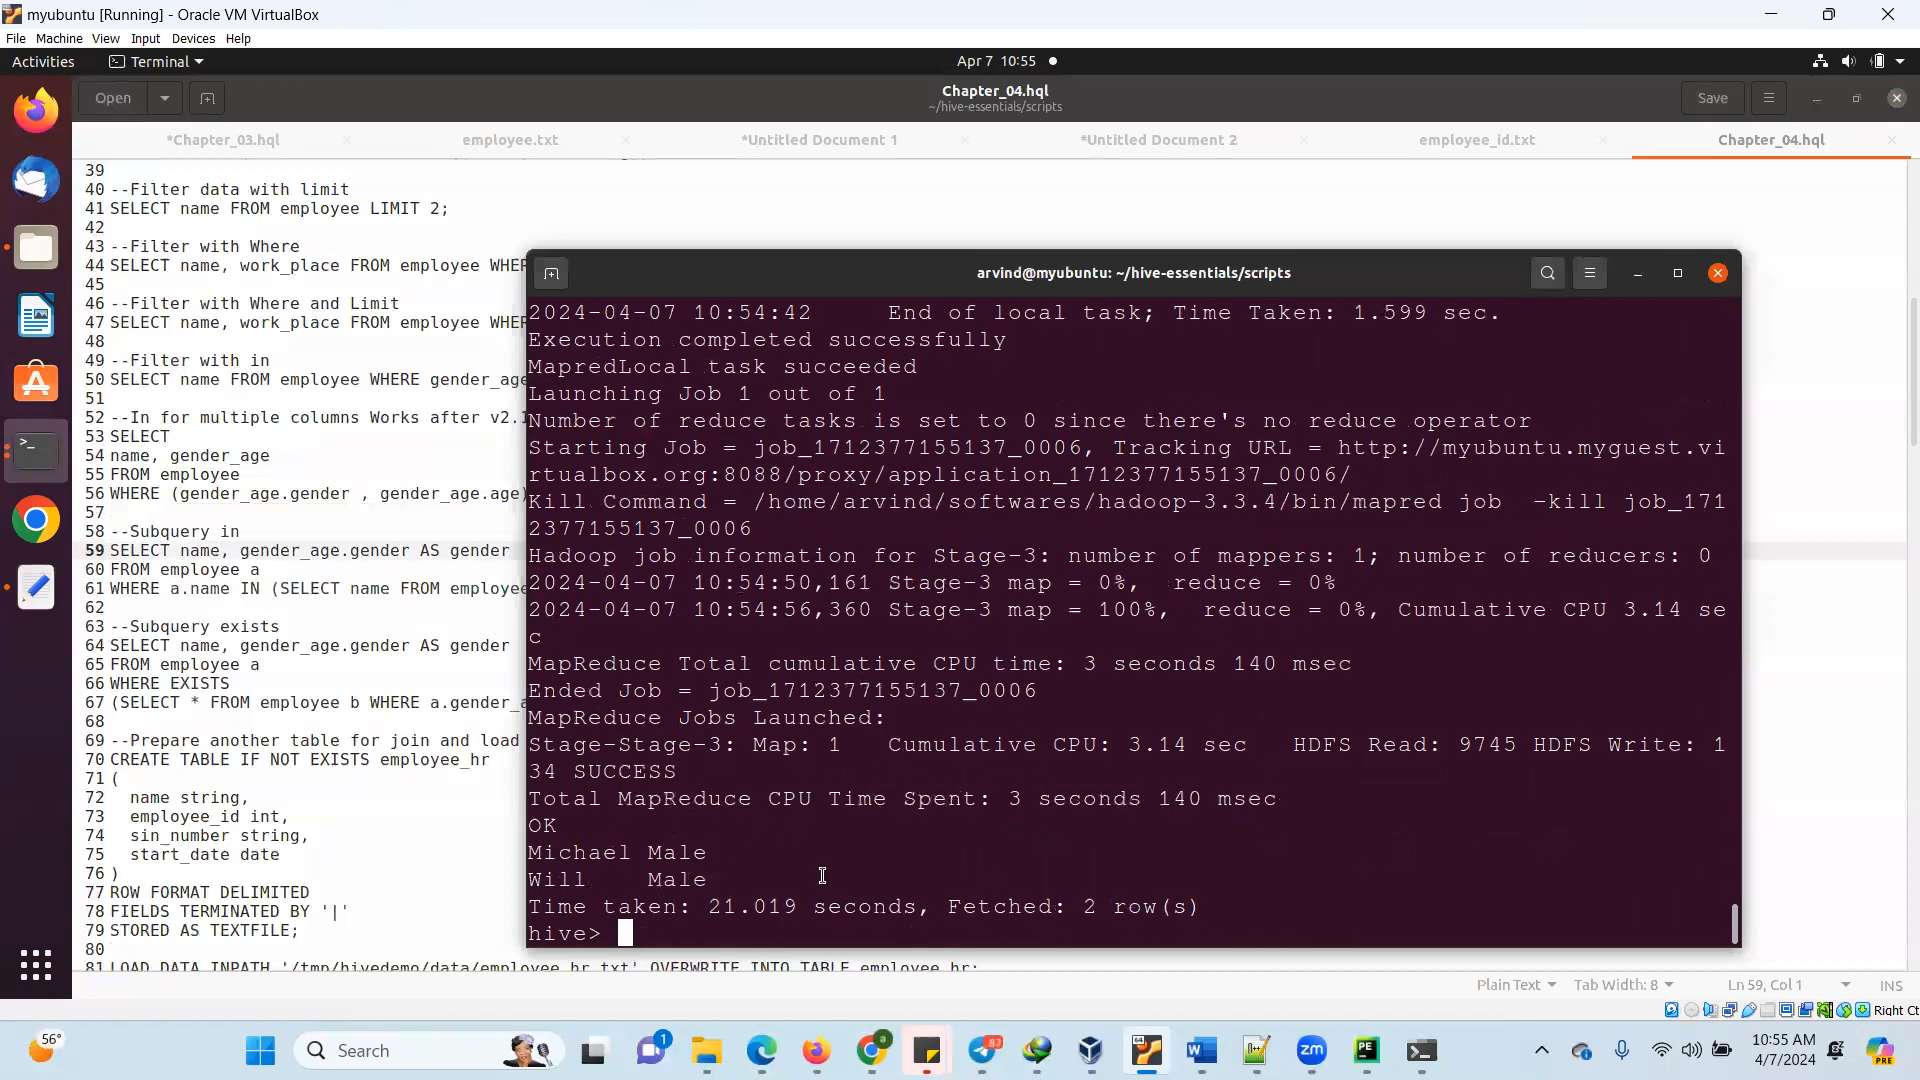 myubuntu [Running] - Oracle VM VirtualBox
File Machine View Input Devices Help
Activities Terminal Apr 7 10:55
Open Chapter_04.hql Save
~/hive-essentials/scripts
*Chapter_03.hql employee.txt *Untitled Document 1 *Untitled Document 2 employee_id.txt Chapter_04.hql
39
40 --Filter data with limit
41 SELECT name FROM employee LIMIT 2;
42
43 --Filter with Where
44 SELECT name, work_place FROM employee WHER
45
46 --Filter with Where and Limit
47 SELECT name, work_place FROM employee WHER
48
49 --Filter with in
50 SELECT name FROM employee WHERE gender_age
51
52 --In for multiple columns Works after v2.1
53 SELECT
54 name, gender_age
55 FROM employee
56 WHERE (gender_age.gender , gender_age.age)
57
58 --Subquery in
59 SELECT name, gender_age.gender AS gender
60 FROM employee a
61 WHERE a.name IN (SELECT name FROM employee
62
63 --Subquery exists
64 SELECT name, gender_age.gender AS gender
65 FROM employee a
66 WHERE EXISTS
67 (SELECT * FROM employee b WHERE a.gender_a
68
69 --Prepare another table for join and load
70 CREATE TABLE IF NOT EXISTS employee_hr
71 (
72 name string,
73 employee_id int,
74 sin_number string,
75 start_date date
76 )
77 ROW FORMAT DELIMITED
78 FIELDS TERMINATED BY '|'
79 STORED AS TEXTFILE;
80
81 LOAD DATA INPATH '/tmp/hivedemo/data/employee_hr.txt' OVERWRITE INTO TABLE employee_hr;
arvind@myubuntu: ~/hive-essentials/scripts
2024-04-07 10:54:42 End of local task; Time Taken: 1.599 sec.
Execution completed successfully
MapredLocal task succeeded
Launching Job 1 out of 1
Number of reduce tasks is set to 0 since there's no reduce operator
Starting Job = job_1712377155137_0006, Tracking URL = http://myubuntu.myguest.vi
rtualbox.org:8088/proxy/application_1712377155137_0006/
Kill Command = /home/arvind/softwares/hadoop-3.3.4/bin/mapred job -kill job_171
2377155137_0006
Hadoop job information for Stage-3: number of mappers: 1; number of reducers: 0
2024-04-07 10:54:50,161 Stage-3 map = 0%, reduce = 0%
2024-04-07 10:54:56,360 Stage-3 map = 100%, reduce = 0%, Cumulative CPU 3.14 se
c
MapReduce Total cumulative CPU time: 3 seconds 140 msec
Ended Job = job_1712377155137_0006
MapReduce Jobs Launched:
Stage-Stage-3: Map: 1 Cumulative CPU: 3.14 sec HDFS Read: 9745 HDFS Write: 1
34 SUCCESS
Total MapReduce CPU Time Spent: 3 seconds 140 msec
OK
Michael Male
Will Male
Time taken: 21.019 seconds, Fetched: 2 row(s)
hive>
Plain Text Tab Width: 8 Ln 59, Col 1 INS
Right Ct
56°
Search
10:55 AM
4/7/2024